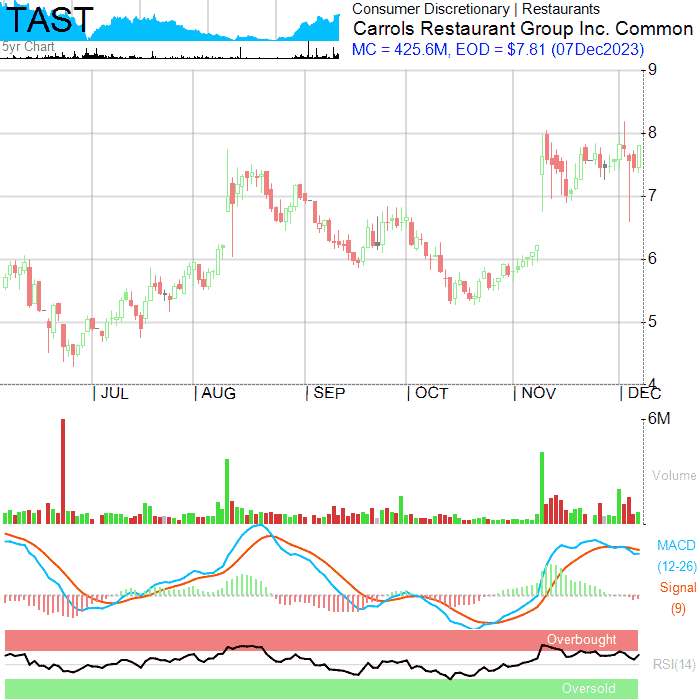 TAST
5yr Chart
Consumer Discretionary | Restaurants
Carrols Restaurant Group Inc. Common
MC = 425.6M, EOD = $7.81 (07Dec2023)
9
8
7
6
5
4
JUL AUG SEP OCT NOV DEC
6M
Volume
MACD
(12-26)
Signal
(9)
Overbought
RSI(14)
Oversold